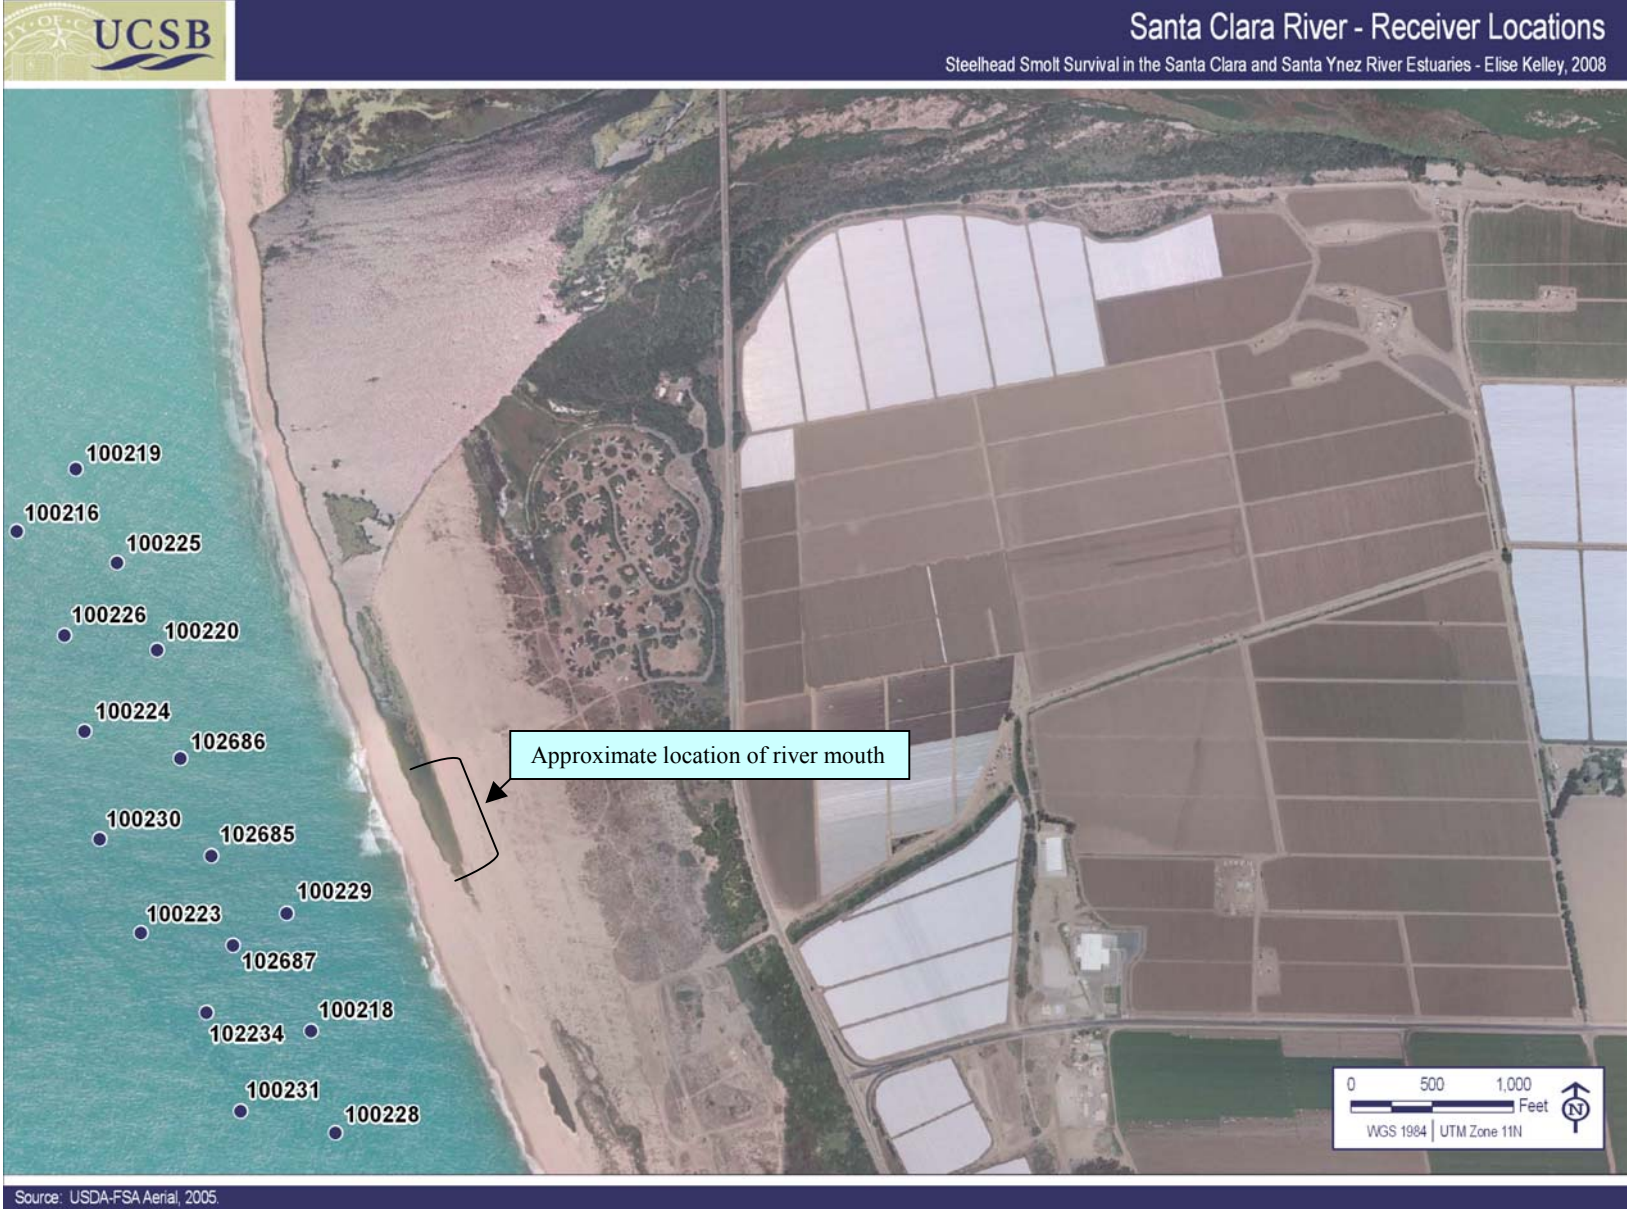 UCSB
Santa Clara River - Receiver Locations
Steelhead Smolt Survival in the Santa Clara and Santa Ynez River Estuaries - Elise Kelley, 2008
100219
100216
100225
100226
100220
100224
102686
Approximate location of river mouth
100230
102685
100229
100223
102687
100218
102234
100231
100228
0 500 1,000
Feet
N
WGS 1984 | UTM Zone 11N
Source: USDA-FSA Aerial, 2005.